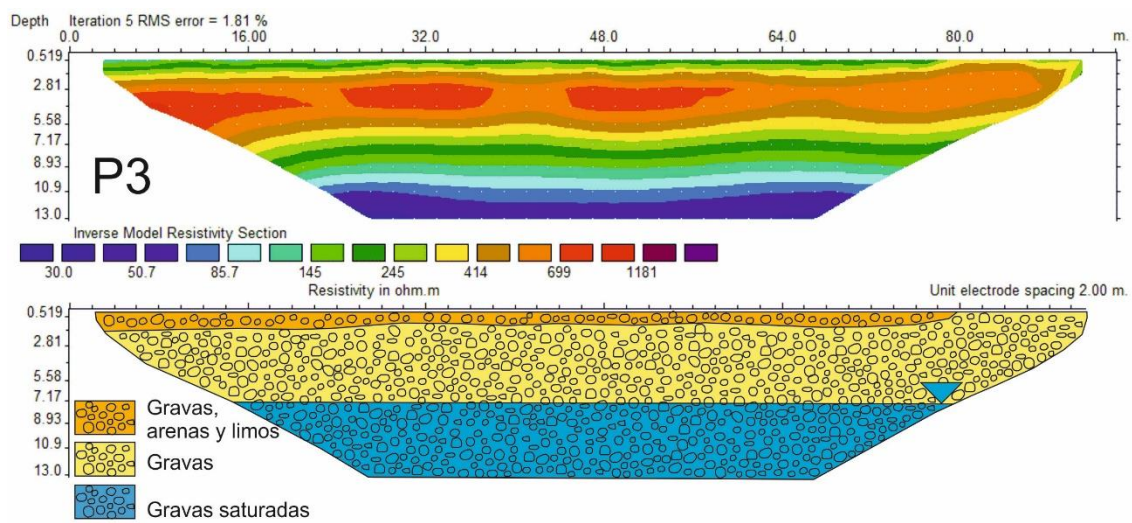 Depth Iteration 5 RMS error = 1.81 %
0.0 16.00 32.0 48.0 64.0 80.0 m.
0.519
2.81
5.58
7.17
8.93
10.9
13.0
P3
Inverse Model Resistivity Section
30.0 50.7 85.7 145 245 414 699 1181
Resistivity in ohm.m Unit electrode spacing 2.00 m.
0.519
2.81
5.58
7.17
8.93
10.9
13.0
Gravas,
arenas y limos
Gravas
Gravas saturadas